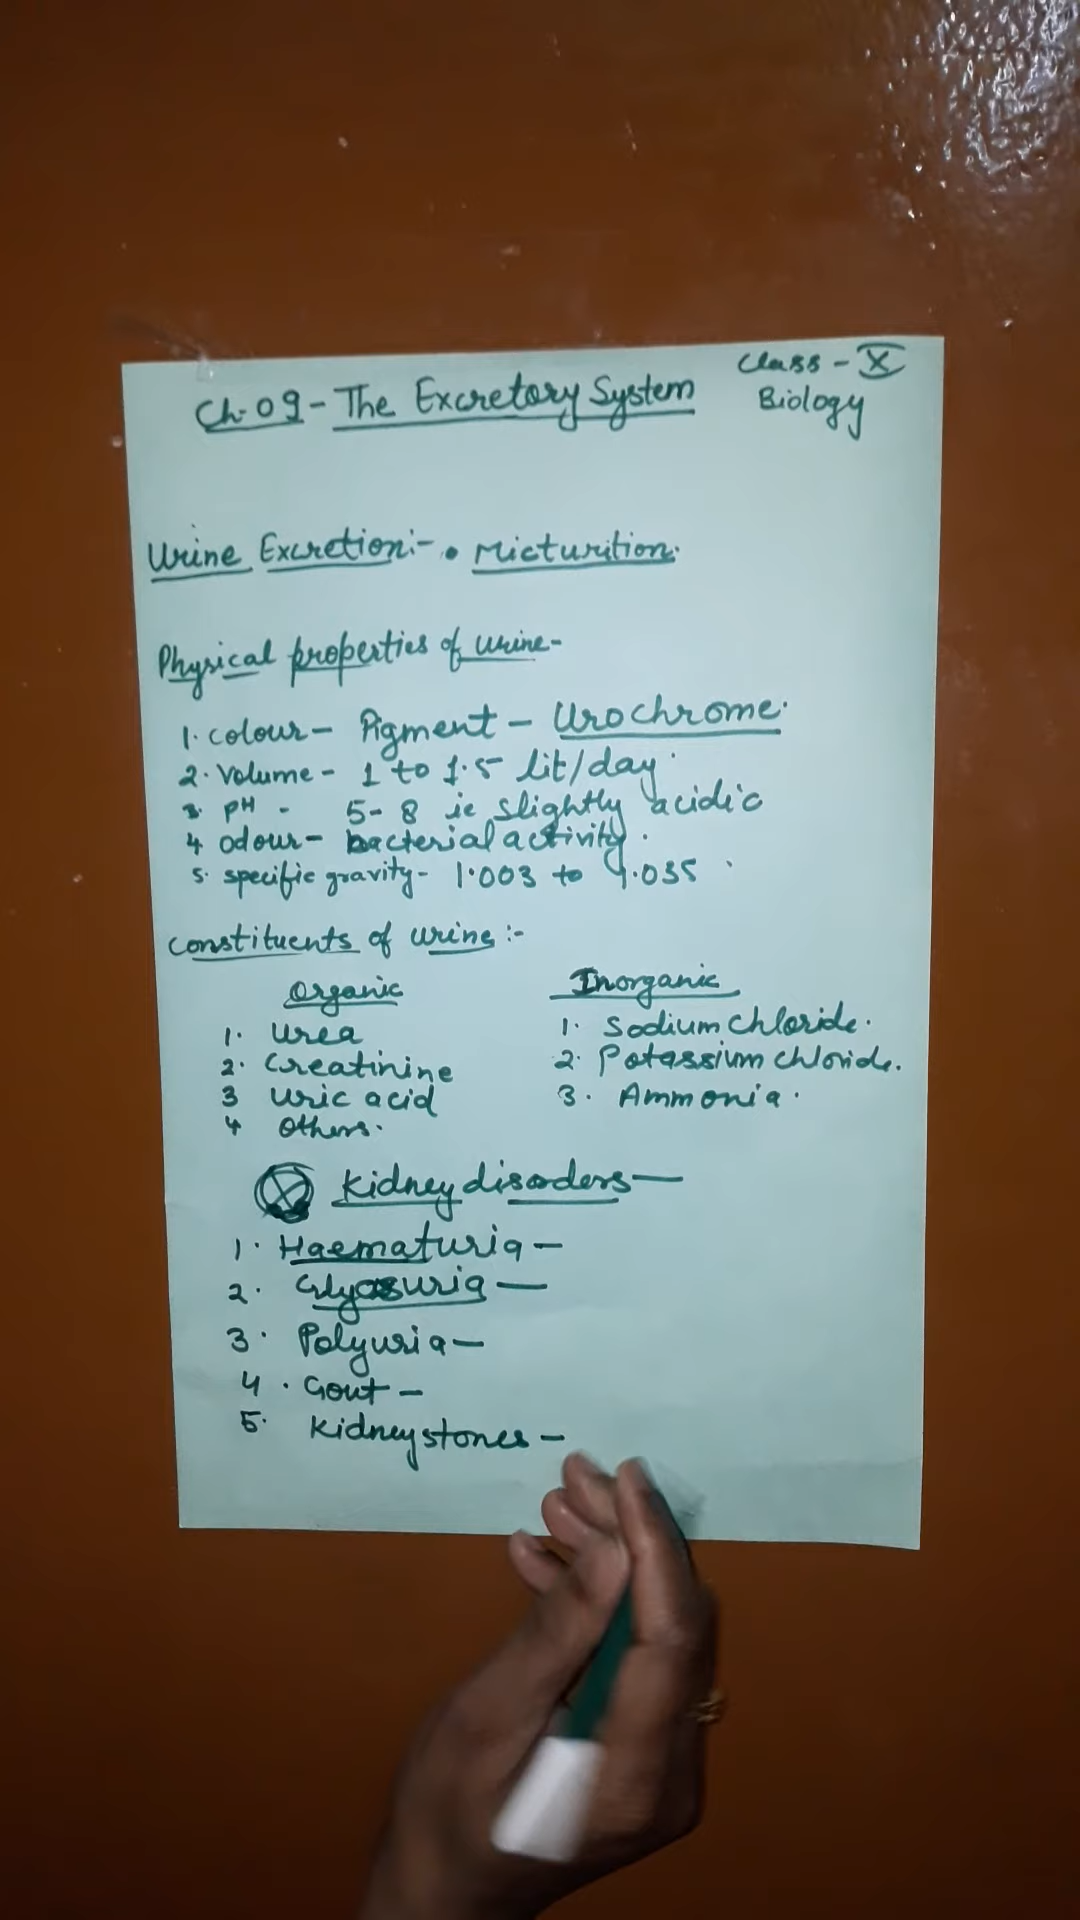 Class - X
Ch. 09 - The Excretory System
Biology
Urine Excretion:- • Micturition.
Physical properties of urine-
1. colour - Pigment - Urochrome.
2. Volume - 1 to 1.5 lit/day.
3. pH - 5-8 ie slightly acidic
4. odour - bacterial activity.
5. specific gravity - 1.003 to 1.035
Constituents of urine :-
Organic
1. Urea
2. Creatinine
3 Uric acid
4 Others.
Inorganic
1. Sodium Chloride.
2. Potassium chloride.
3. Ammonia.
Kidney disorders—
1. Haematuria -
2. Glyosuria -
3. Polyuria -
4. Gout -
5. Kidney stones -